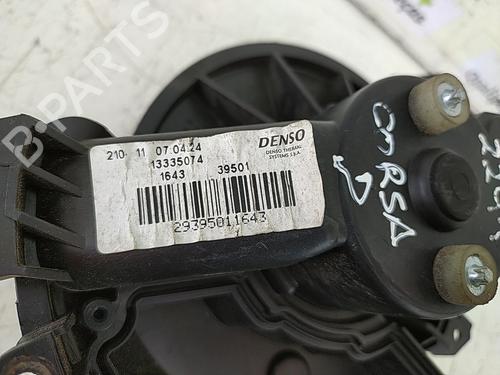 210 11 07.04.24
13335074
1643 39501
DENSO
DENSO THERMAL
SYSTEMS S.P.A.
29395011643
CORSA D
B-PARTS